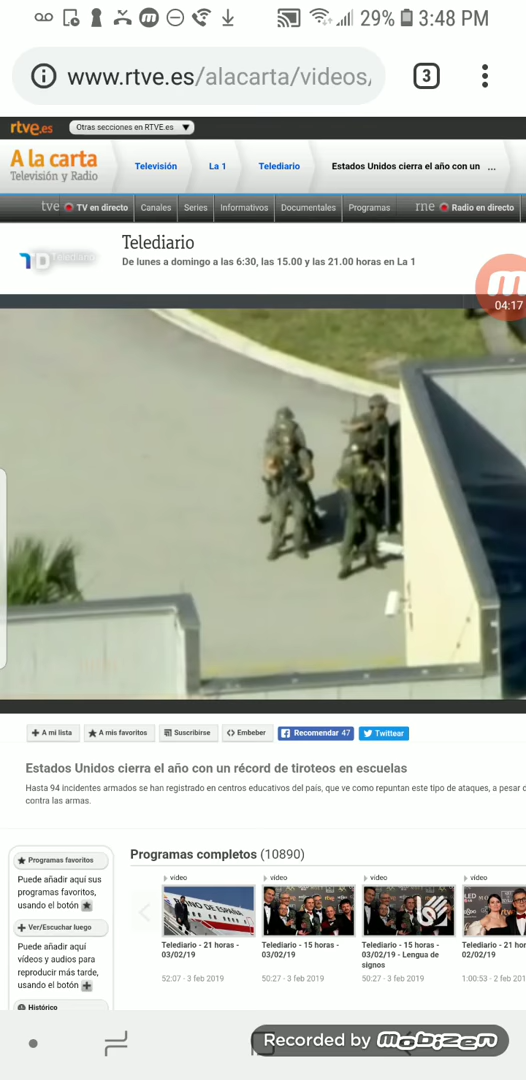 29% 3:48 PM
www.rtve.es/alacarta/videos/
3
rtve.es Otras secciones en RTVE.es
A la carta
Televisión y Radio
Televisión La 1 Telediario Estados Unidos cierra el año con un ...
tve TV en directo Canales Series Informativos Documentales Programas rne Radio en directo
Telediario
Telediario
De lunes a domingo a las 6:30, las 15.00 y las 21.00 horas en La 1
04:17
A mi lista A mis favoritos Suscribirse Embeber Recomendar 47 Twittear
Estados Unidos cierra el año con un récord de tiroteos en escuelas
Hasta 94 incidentes armados se han registrado en centros educativos del país, que ve como repuntan este tipo de ataques, a pesar
contra las armas.
Programas favoritos
Puede añadir aquí sus
programas favoritos,
usando el botón
Ver/Escuchar luego
Puede añadir aquí
vídeos y audios para
reproducir más tarde,
usando el botón
Histórico
Programas completos (10890)
vídeo vídeo vídeo vídeo
REINO DE ESPAÑA
Telediario - 21 horas -
03/02/19
52:07 - 3 feb 2019
Telediario - 15 horas -
03/02/19
50:27 - 3 feb 2019
Telediario - 15 horas -
03/02/19 - Lengua de
signos
50:27 - 3 feb 2019
Telediario - 21 hor
02/02/19
1:00:53 - 2 feb 201
Recorded by mobizen